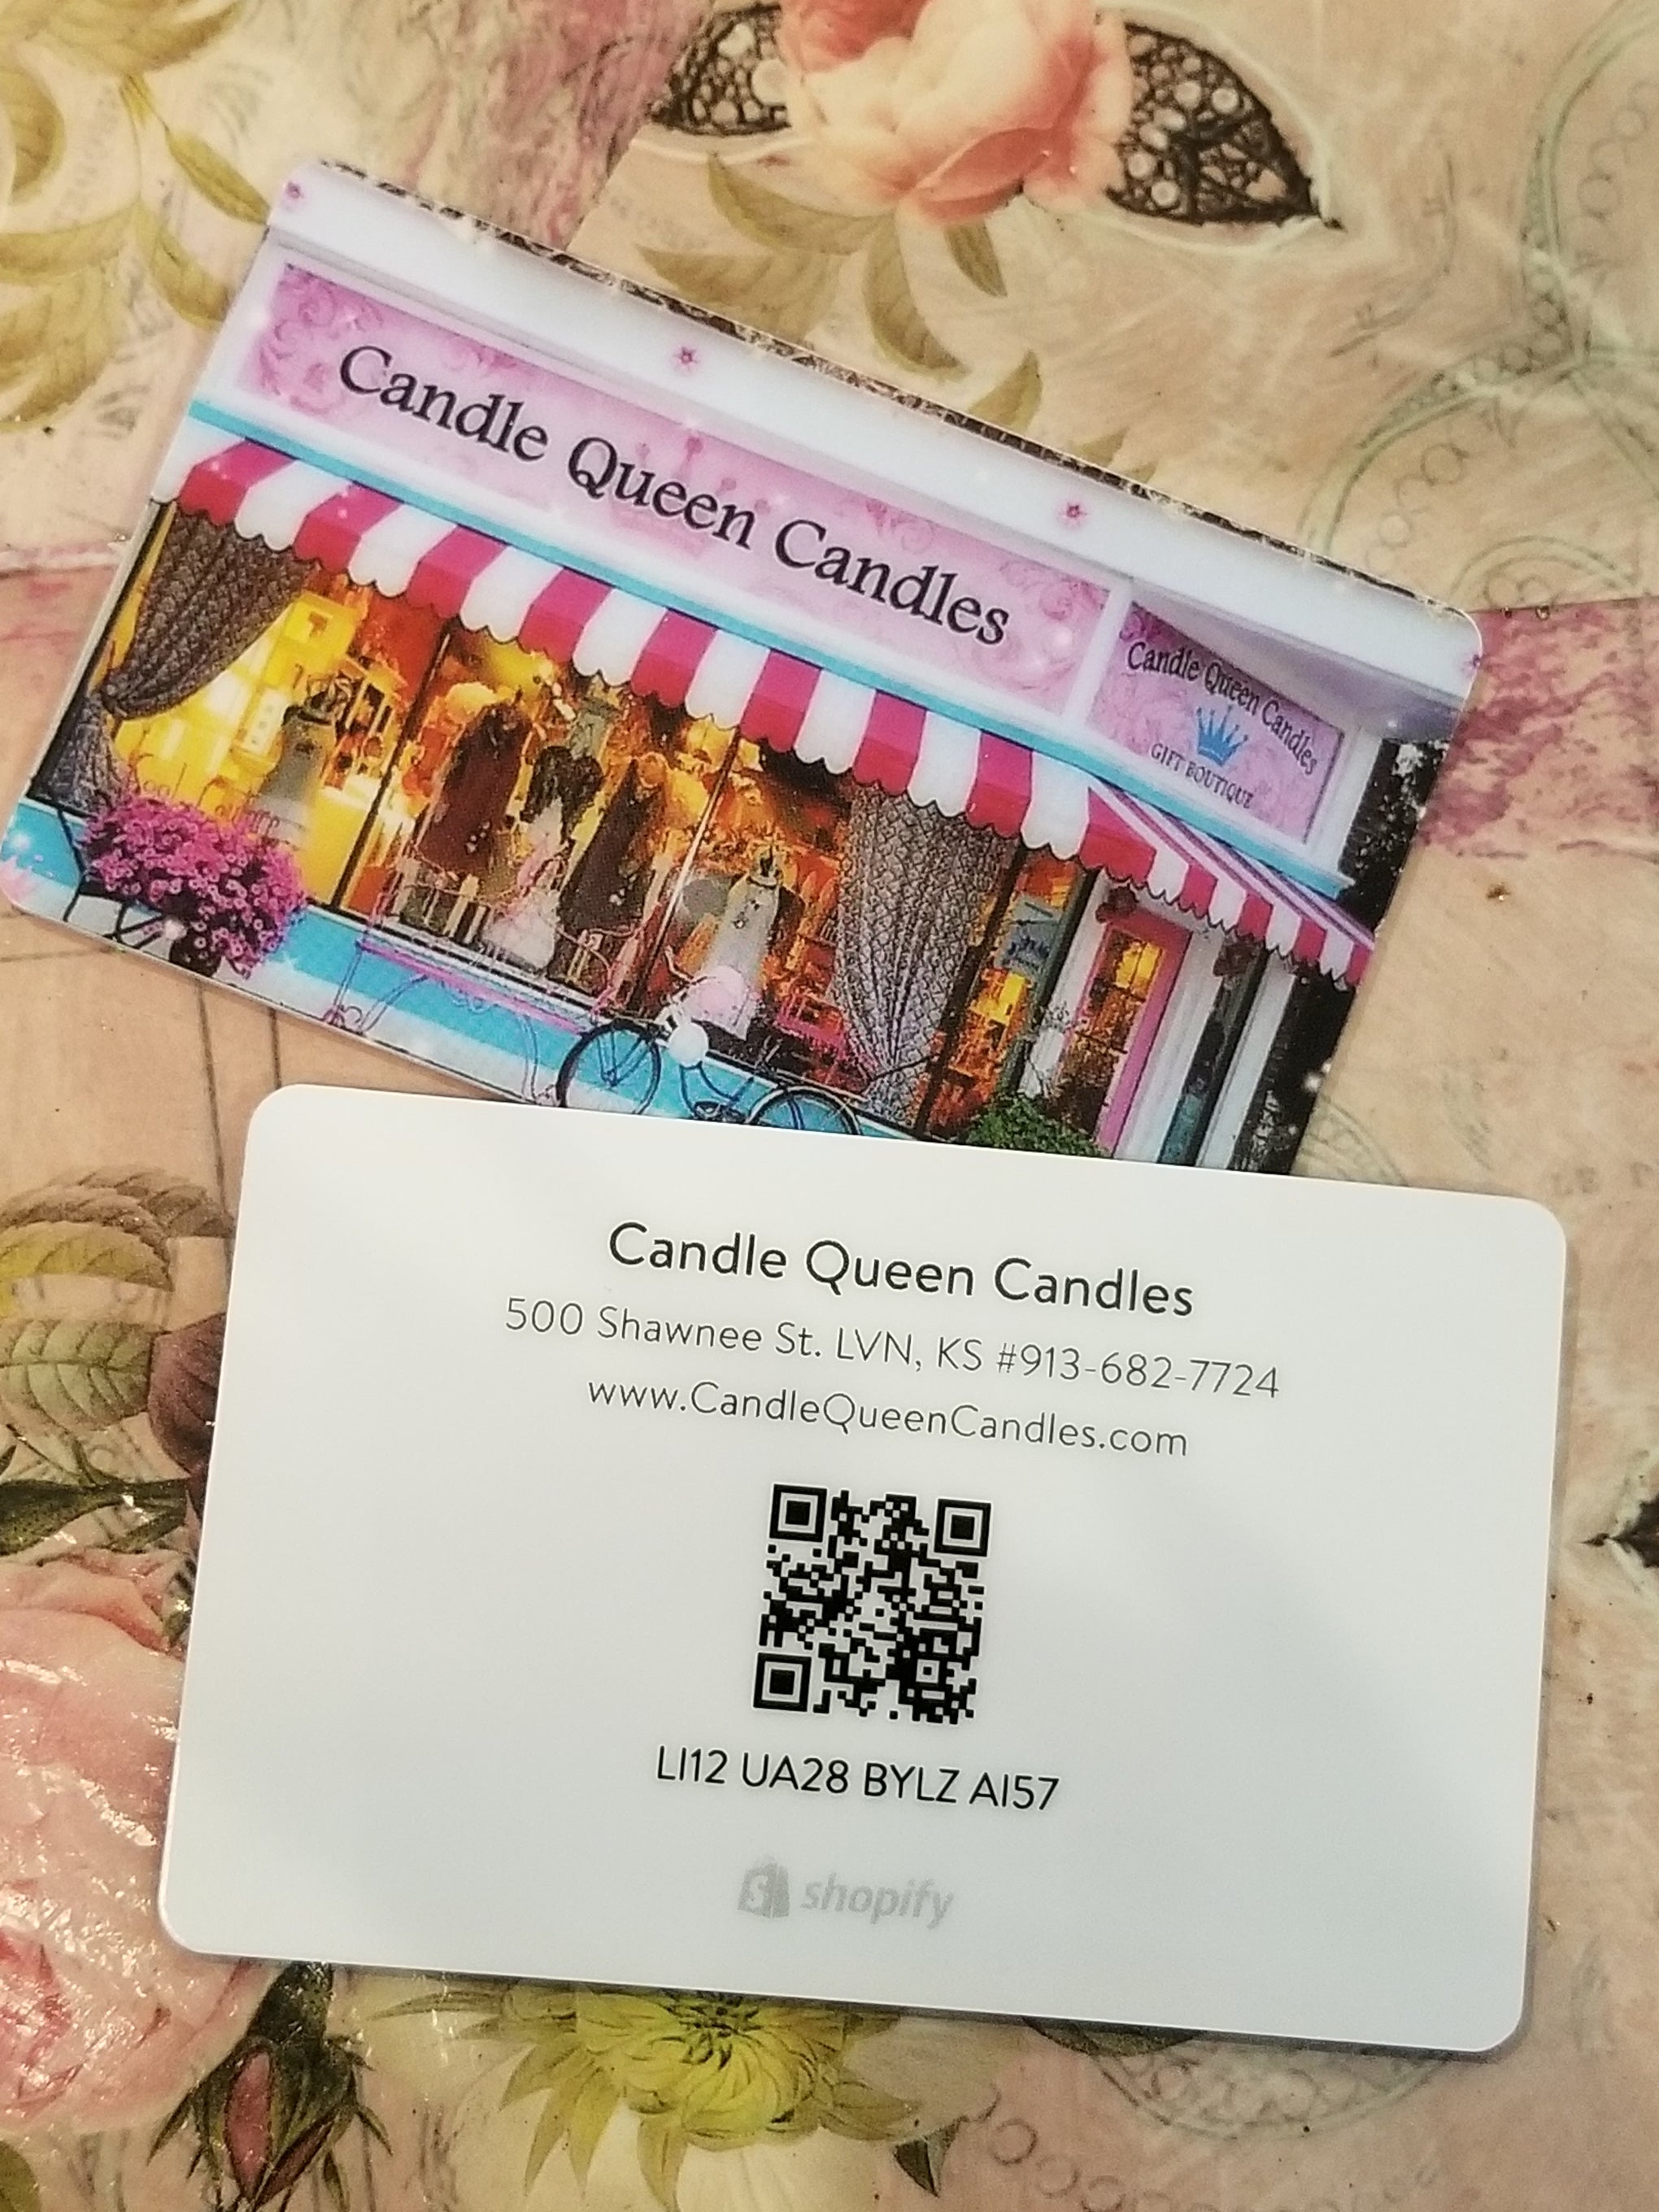 Candle Queen Candles
Candle Queen Candles
GIFT BOUTIQUE
Candle Queen Candles
500 Shawnee St. LVN, KS #913-682-7724
www.CandleQueenCandles.com
LI12 UA28 BYLZ AI57
shopify